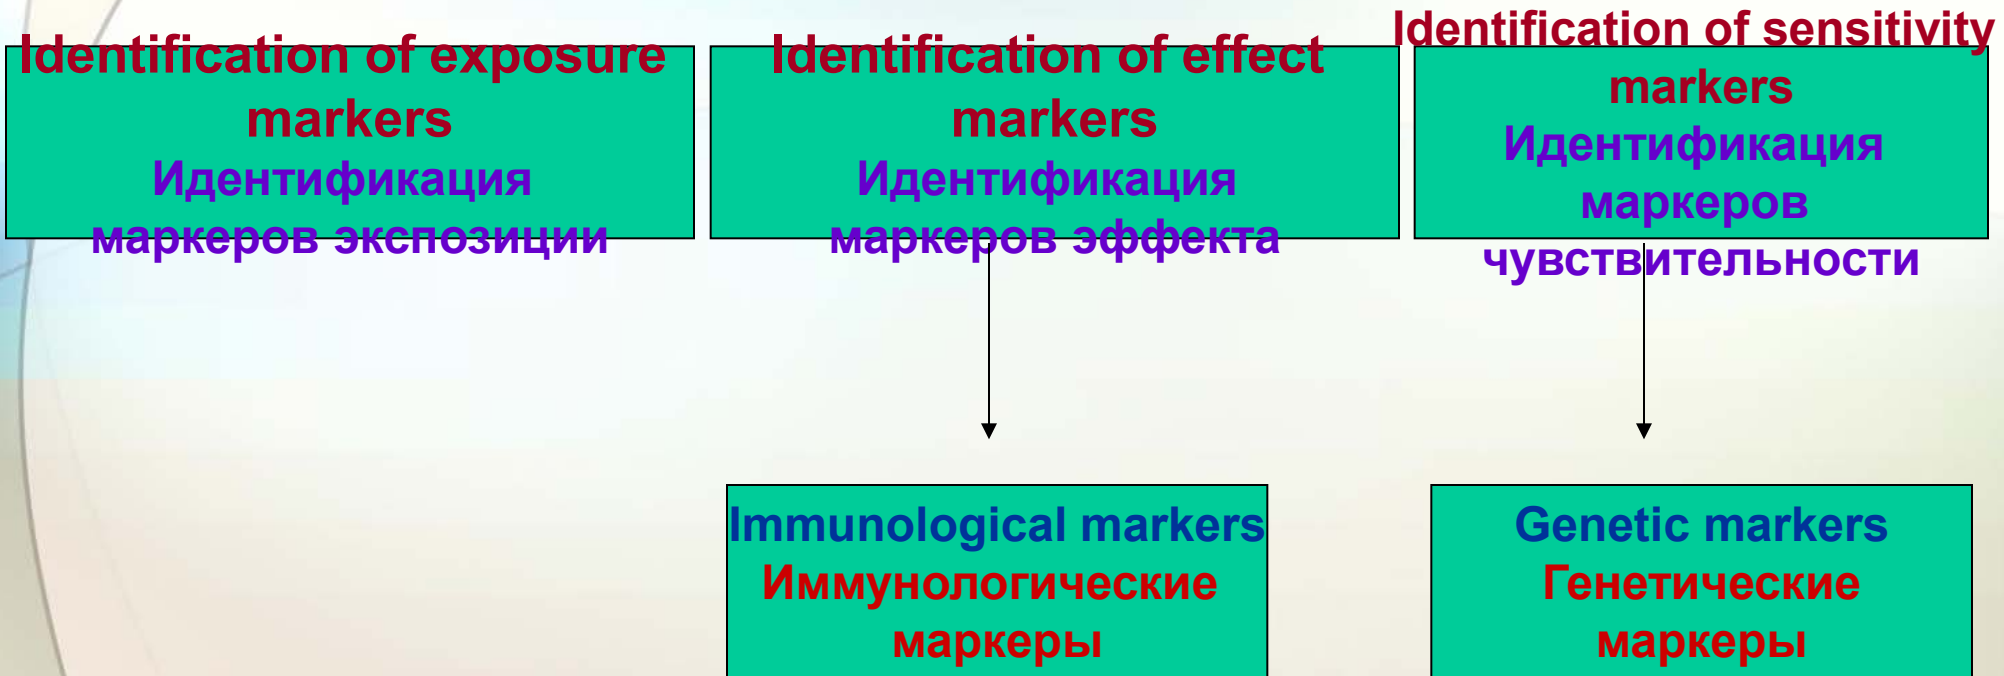 Identification of exposure
markers
Идентификация
маркеров экспозиции
Identification of effect
markers
Идентификация
маркеров эффекта
Identification of sensitivity
markers
Идентификация
маркеров
чувствительности
Immunological markers
Иммунологические
маркеры
Genetic markers
Генетические
маркеры